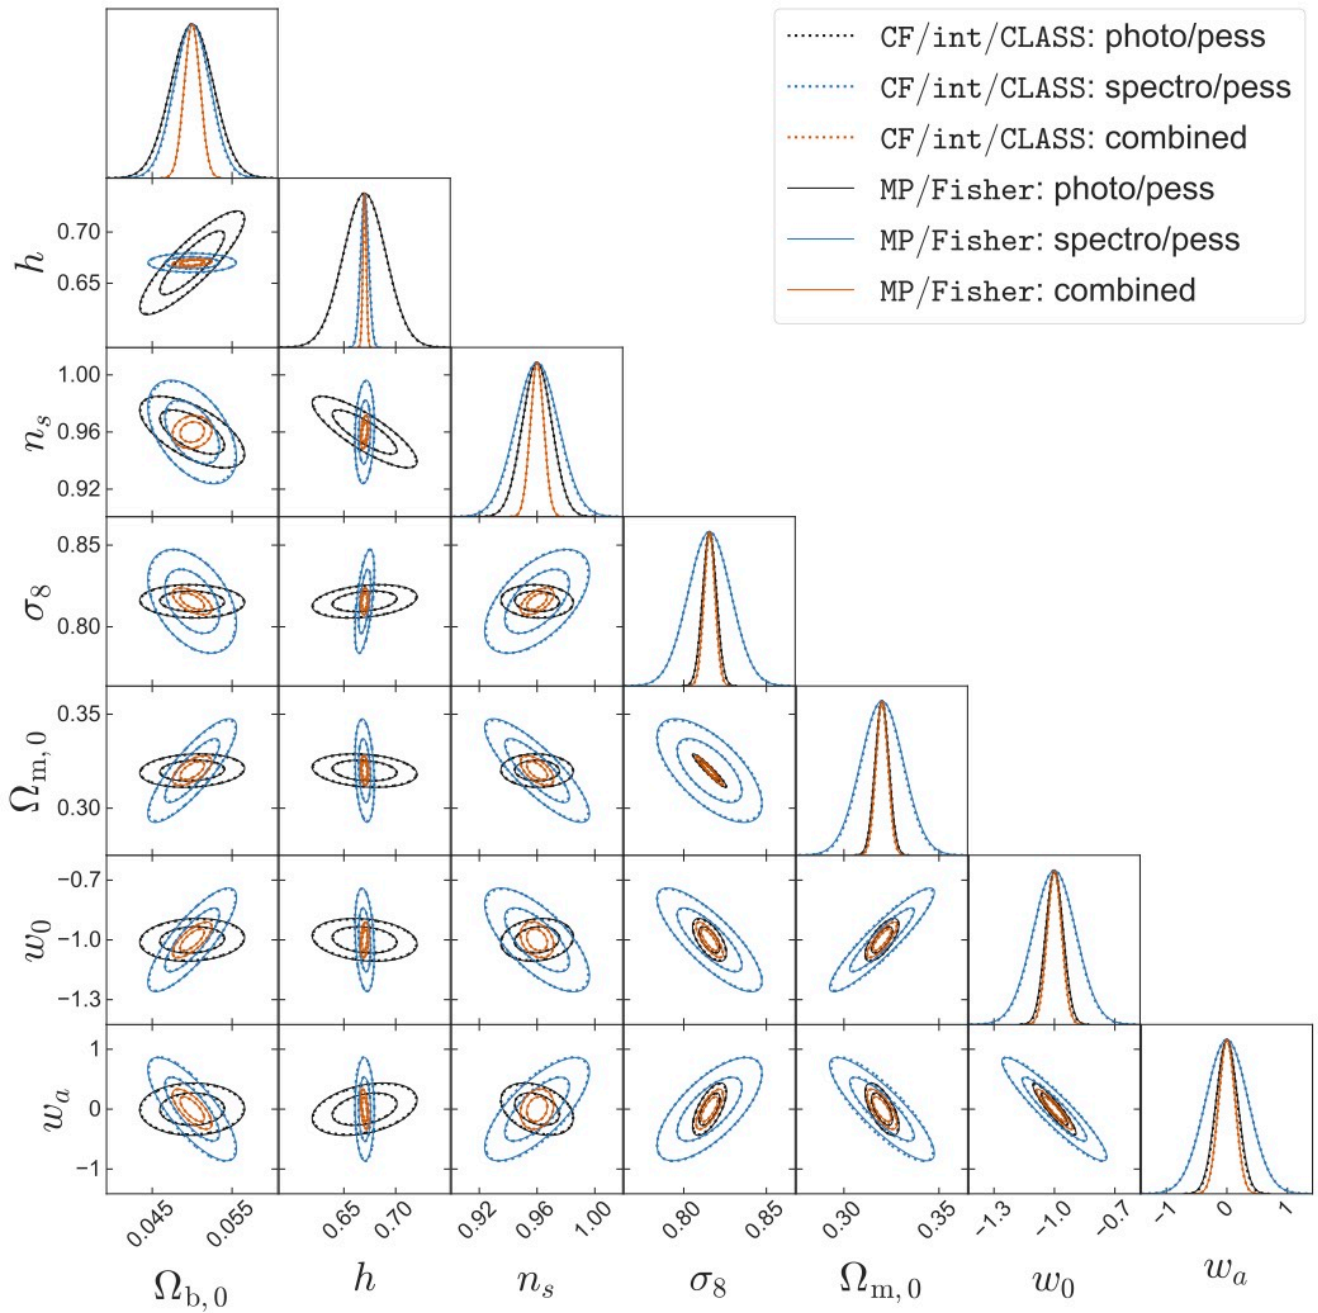 CF/int/CLASS: photo/pess
CF/int/CLASS: spectro/pess
CF/int/CLASS: combined
MP/Fisher: photo/pess
MP/Fisher: spectro/pess
MP/Fisher: combined
h
0.70
0.65
n_s
1.00
0.96
0.92
σ_8
0.85
0.80
Ω_{m,0}
0.35
0.30
w_0
−0.7
−1.0
−1.3
w_a
1
0
−1
0.045 0.055 0.65 0.70 0.92 0.96 1.00 0.80 0.85 0.30 0.35 −1.3 −1.0 −0.7 −1 0 1
Ω_{b,0} h n_s σ_8 Ω_{m,0} w_0 w_a